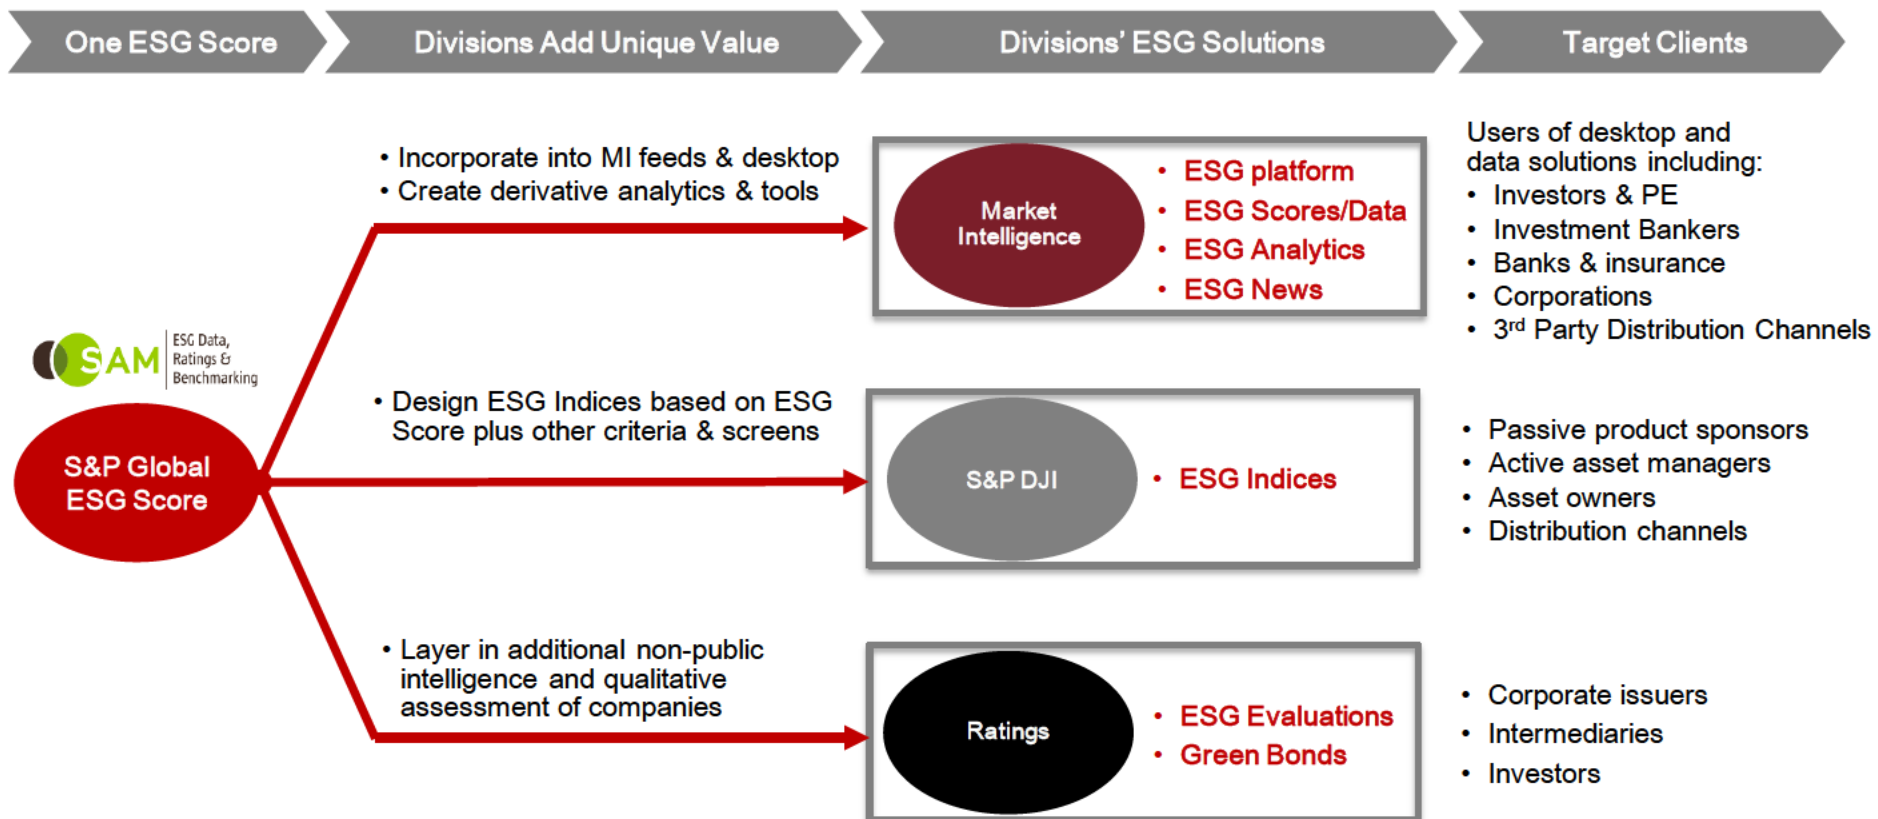 One ESG Score
Divisions Add Unique Value
Divisions' ESG Solutions
Target Clients
SAM
ESG Data,
Ratings &
Benchmarking
S&P Global
ESG Score
• Incorporate into MI feeds & desktop
• Create derivative analytics & tools
Market
Intelligence
• ESG platform
• ESG Scores/Data
• ESG Analytics
• ESG News
Users of desktop and
data solutions including:
• Investors & PE
• Investment Bankers
• Banks & insurance
• Corporations
• 3rd Party Distribution Channels
• Design ESG Indices based on ESG
Score plus other criteria & screens
S&P DJI
• ESG Indices
• Passive product sponsors
• Active asset managers
• Asset owners
• Distribution channels
• Layer in additional non-public
intelligence and qualitative
assessment of companies
Ratings
• ESG Evaluations
• Green Bonds
• Corporate issuers
• Intermediaries
• Investors